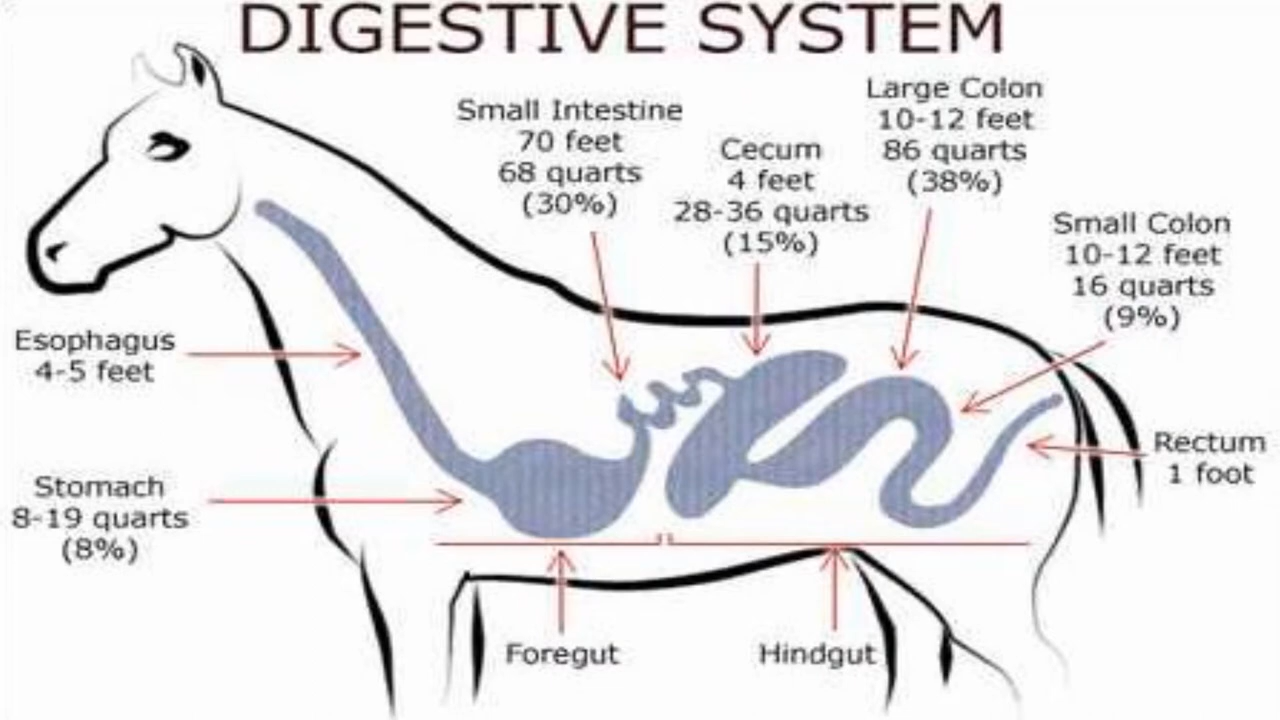 DIGESTIVE SYSTEM
Small Intestine
70 feet
68 quarts
(30%)
Cecum
4 feet
28-36 quarts
(15%)
Large Colon
10-12 feet
86 quarts
(38%)
Small Colon
10-12 feet
16 quarts
(9%)
Esophagus
4-5 feet
Rectum
1 foot
Stomach
8-19 quarts
(8%)
Foregut
Hindgut